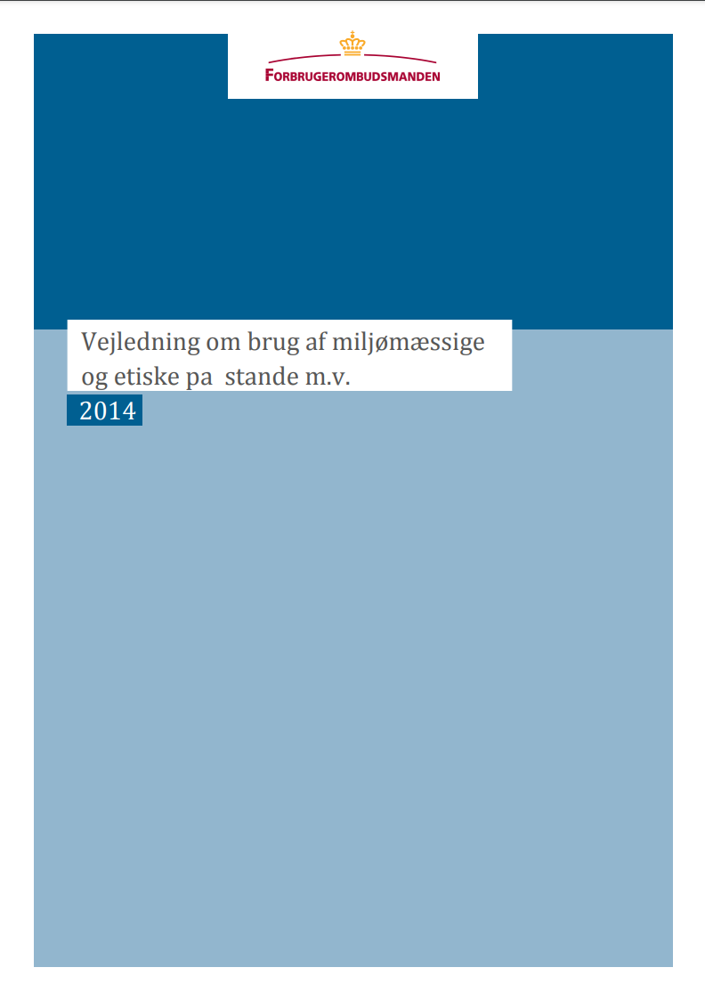 FORBRUGEROMBUDSMANDEN
Vejledning om brug af miljømæssige
og etiske pa stande m.v.
2014